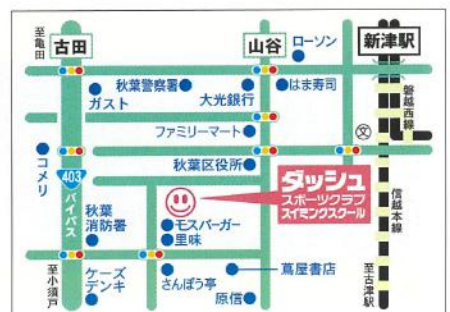 至亀田
古田
山谷
ローソン
新津駅
秋葉警察署
ガスト
大光銀行
はま寿司
磐越西線
ファミリーマート
文
コメリ
403
バイパス
秋葉区役所
ダッシュ
スポーツクラブ
スイミングスクール
信越本線
秋葉
消防署
モスバーガー
里味
至小須戸
ケーズ
デンキ
さんぽう亭
蔦屋書店
原信
至古津駅